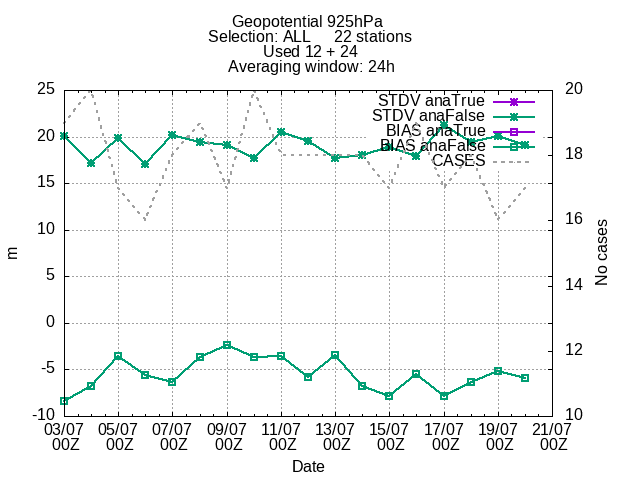 Geopotential 925hPa
Selection: ALL 22 stations
Used 12 + 24
Averaging window: 24h
25
20
15
10
5
0
-5
-10
m
20
18
16
14
12
10
No cases
STDV anaTrue
STDV anaFalse
BIAS anaTrue
BIAS anaFalse
CASES
03/07 05/07 07/07 09/07 11/07 13/07 15/07 17/07 19/07 21/07
00Z 00Z 00Z 00Z 00Z 00Z 00Z 00Z 00Z 00Z
Date